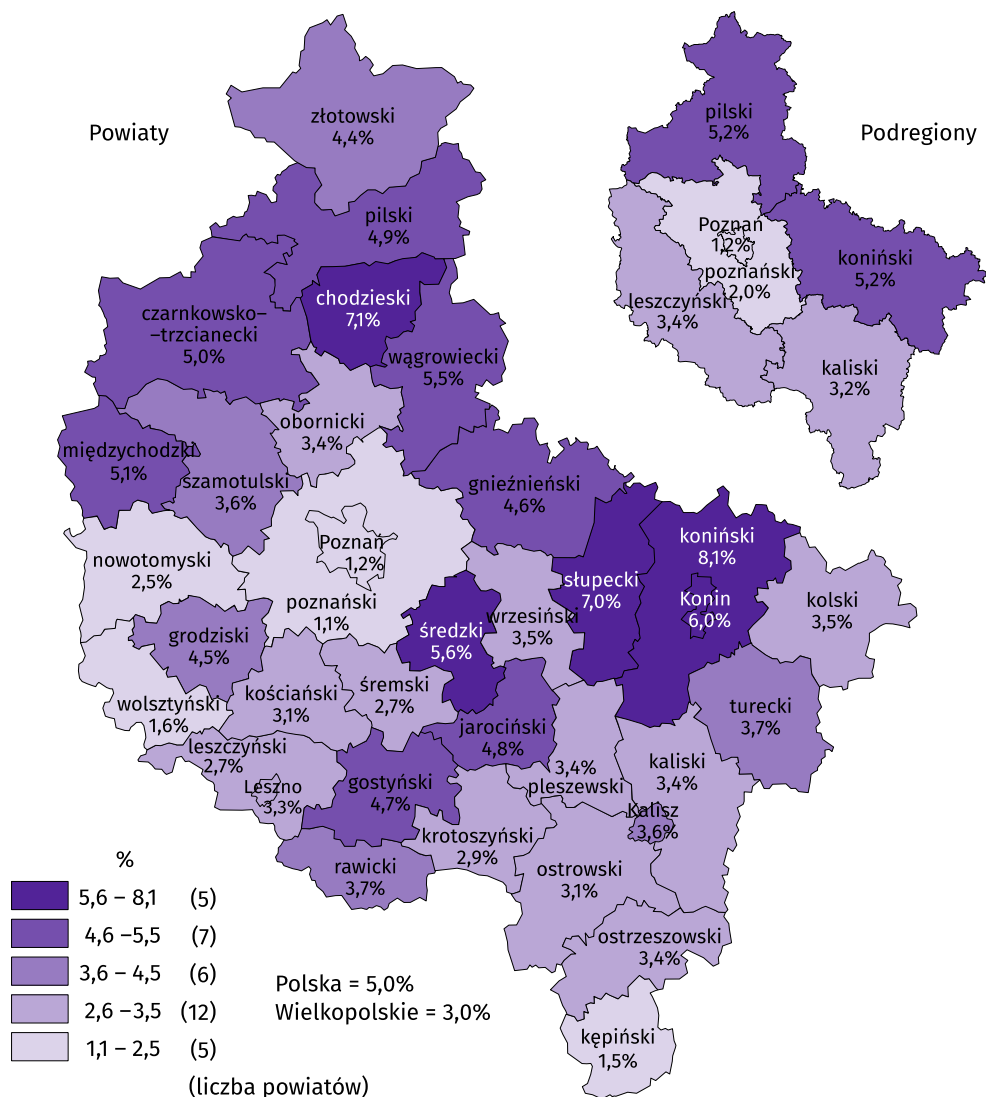 Powiaty
Podregiony
złotowski
4,4%
pilski
4,9%
chodzieski
7,1%
czarnkowsko–
–trzcianecki
5,0%
wągrowiecki
5,5%
obornicki
3,4%
międzychodzki
5,1%
szamotulski
3,6%
gnieźnieński
4,6%
nowotomyski
2,5%
Poznań
1,2%
poznański
1,1%
koniński
8,1%
słupecki
7,0%
Konin
6,0%
kolski
3,5%
wrzesiński
3,5%
średzki
5,6%
grodziski
4,5%
wolsztyński
1,6%
kościański
3,1%
śremski
2,7%
turecki
3,7%
jarociński
4,8%
leszczyński
2,7%
Leszno
3,3%
gostyński
4,7%
3,4%
pleszewski
kaliski
3,4%
Kalisz
3,6%
krotoszyński
2,9%
rawicki
3,7%
ostrowski
3,1%
ostrzeszowski
3,4%
kępiński
1,5%
pilski
5,2%
Poznań
1,2%
poznański
2,0%
koniński
5,2%
leszczyński
3,4%
kaliski
3,2%
%
5,6 – 8,1 (5)
4,6 –5,5 (7)
3,6 – 4,5 (6)
2,6 –3,5 (12)
1,1 – 2,5 (5)
(liczba powiatów)
Polska = 5,0%
Wielkopolskie = 3,0%